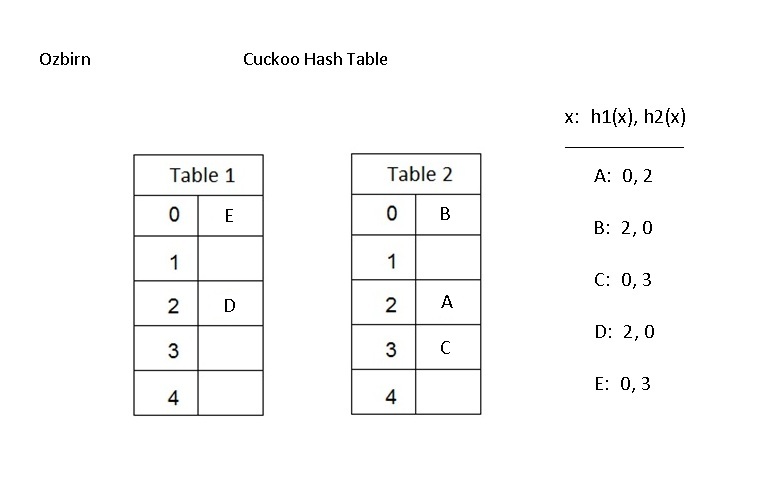 Ozbirn Cuckoo Hash Table
x: h1(x), h2(x)
Table 1 Table 2
A: 0, 2
0 E 0 B
B: 2, 0
1 1
C: 0, 3
2 D 2 A
D: 2, 0
3 3 C
E: 0, 3
4 4